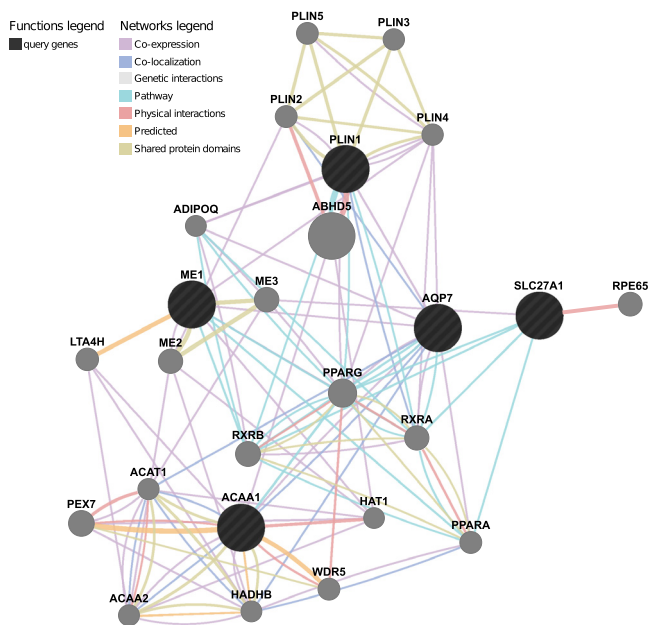 Functions legend
query genes
Networks legend
Co-expression
Co-localization
Genetic interactions
Pathway
Physical interactions
Predicted
Shared protein domains
PLIN5
PLIN3
PLIN2
PLIN4
PLIN1
ABHD5
ADIPOQ
ME1
ME3
AQP7
SLC27A1
RPE65
LTA4H
ME2
PPARG
RXRA
RXRB
ACAT1
PEX7
ACAA1
HAT1
PPARA
WDR5
ACAA2
HADHB